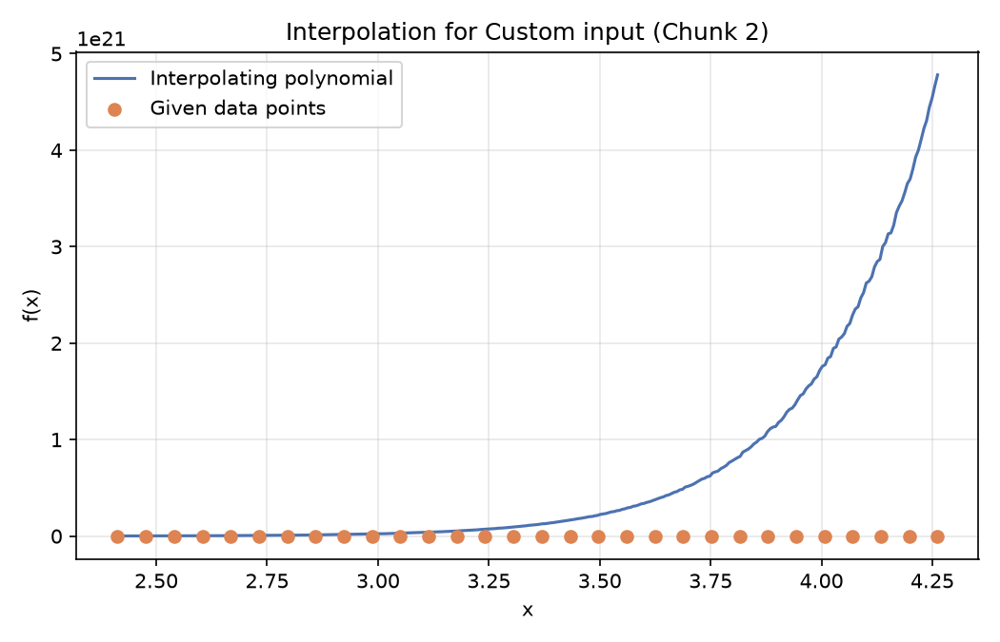 Interpolation for Custom input (Chunk 2)
1e21
Interpolating polynomial
Given data points
5
4
3
2
1
0
f(x)
2.50 2.75 3.00 3.25 3.50 3.75 4.00 4.25
x